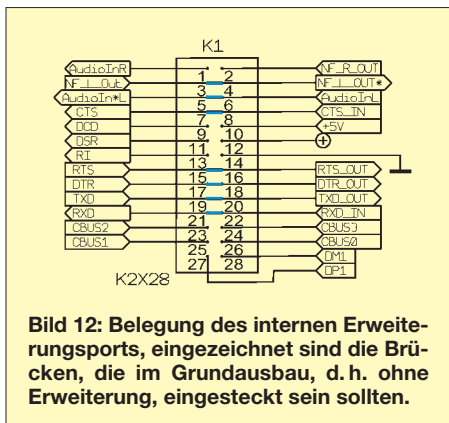 K1
AudioInR NF_R_OUT
1 2
NF_L_Out NF_L_OUT*
3 4
AudioIn*L AudioInL
5 6
CTS CTS_IN
7 8
DCD +5V
9 10
DSR
11 12
RI
13 14
RTS RTS_OUT
15 16
DTR DTR_OUT
17 18
TXD TXD_OUT
19 20
RXD RXD_IN
21 22
CBUS2 CBUS3
23 24
CBUS1 CBUS0
25 26
DM1
27 28
DP1
K2X28
Bild 12: Belegung des internen Erweite-
rungsports, eingezeichnet sind die Brü-
cken, die im Grundausbau, d. h. ohne
Erweiterung, eingesteckt sein sollten.